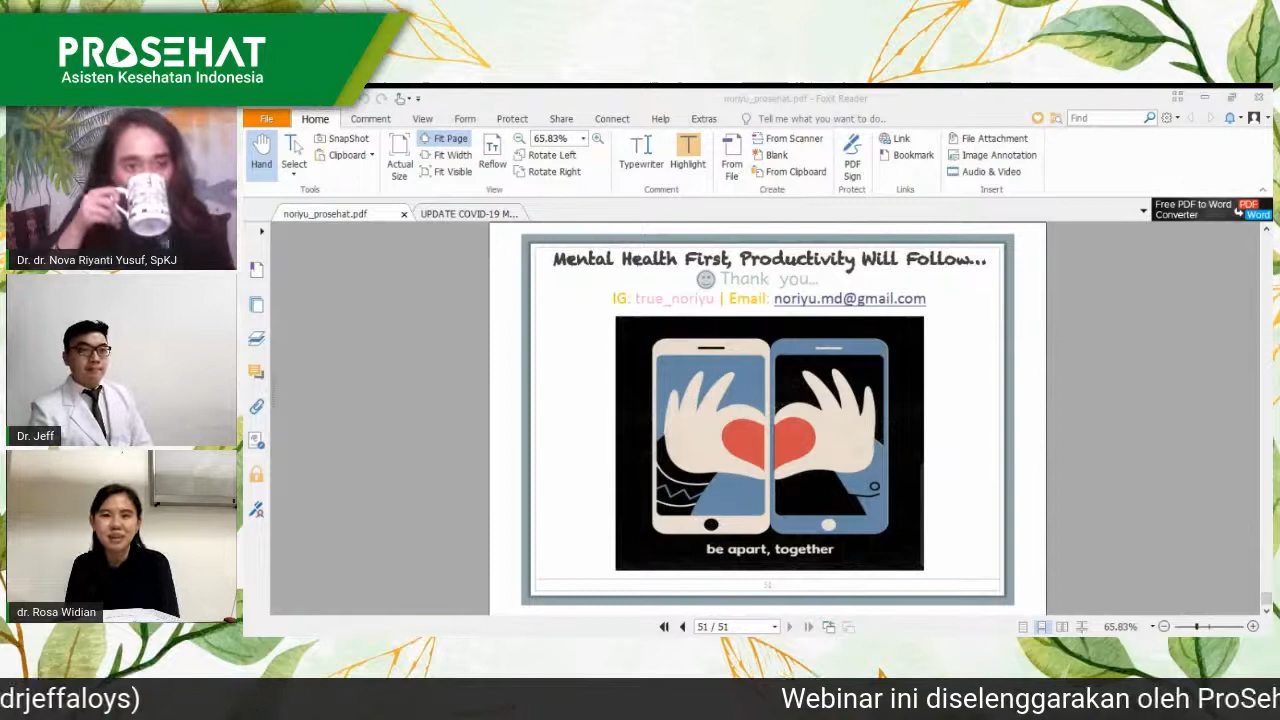 PROSEHAT
Asisten Kesehatan Indonesia
noriyu_prosehat.pdf - Foxit Reader
File
Home
Comment
View
Form
Protect
Share
Connect
Help
Extras
Tell me what you want to do..
Find
Hand
Select
SnapShot
Clipboard
Tools
Actual
Size
Fit Page
Fit Width
Fit Visible
Reflow
65.83%
Rotate Left
Rotate Right
View
Typewriter
Highlight
Comment
From
File
From Scanner
Blank
From Clipboard
Create
PDF
Sign
Protect
Link
Bookmark
Links
File Attachment
Image Annotation
Audio & Video
Insert
noriyu_prosehat.pdf
UPDATE COVID-19 M...
Free PDF to Word
Converter
PDF
Word
Dr. dr. Nova Riyanti Yusuf, SpKJ
Dr. Jeff
dr. Rosa Widian
Mental Health First, Productivity Will Follow...
Thank you...
IG: true_noriyu | Email: noriyu.md@gmail.com
be apart, together
51 / 51
65.83%
drjeffaloys)
Webinar ini diselenggarakan oleh ProSeh